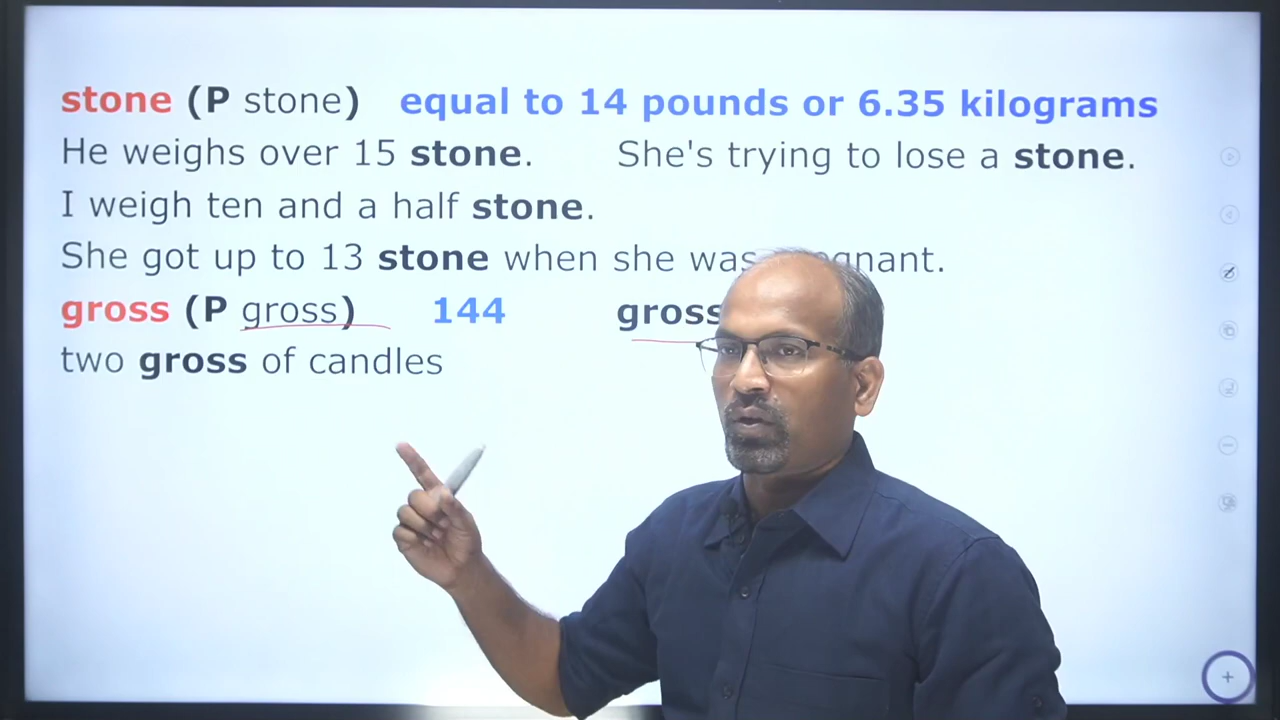 stone (P stone) equal to 14 pounds or 6.35 kilograms
He weighs over 15 stone. She's trying to lose a stone.
I weigh ten and a half stone.
She got up to 13 stone when she was
gross (P gross) 144 gross
two gross of candles